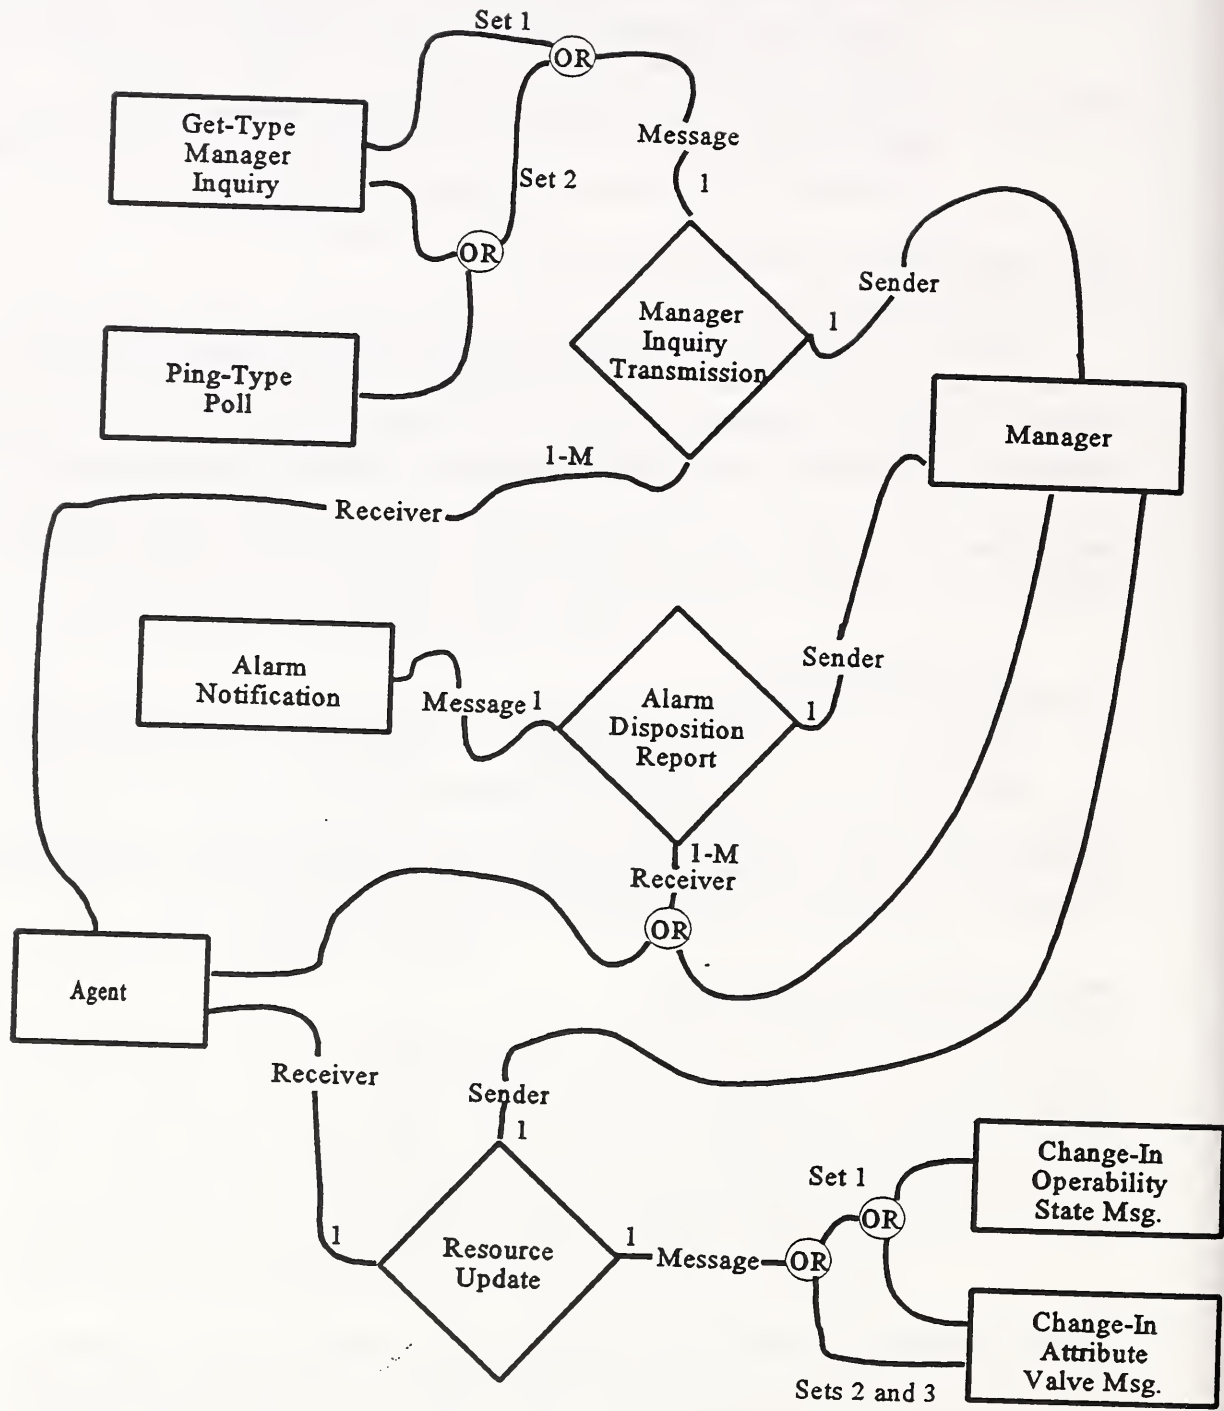 Set 1
OR
Get-Type
Manager
Inquiry
Message
Set 2
1
OR
Sender
Manager
Inquiry
Transmission
1
Ping-Type
Poll
Manager
1-M
Receiver
Alarm
Notification
Sender
Message 1
Alarm
Disposition
Report
1
1-M
Receiver
OR
Agent
Receiver
Sender
1
Change-In
Operability
State Msg.
Set 1
OR
1
Resource
Update
1
Message
OR
Change-In
Attribute
Valve Msg.
Sets 2 and 3